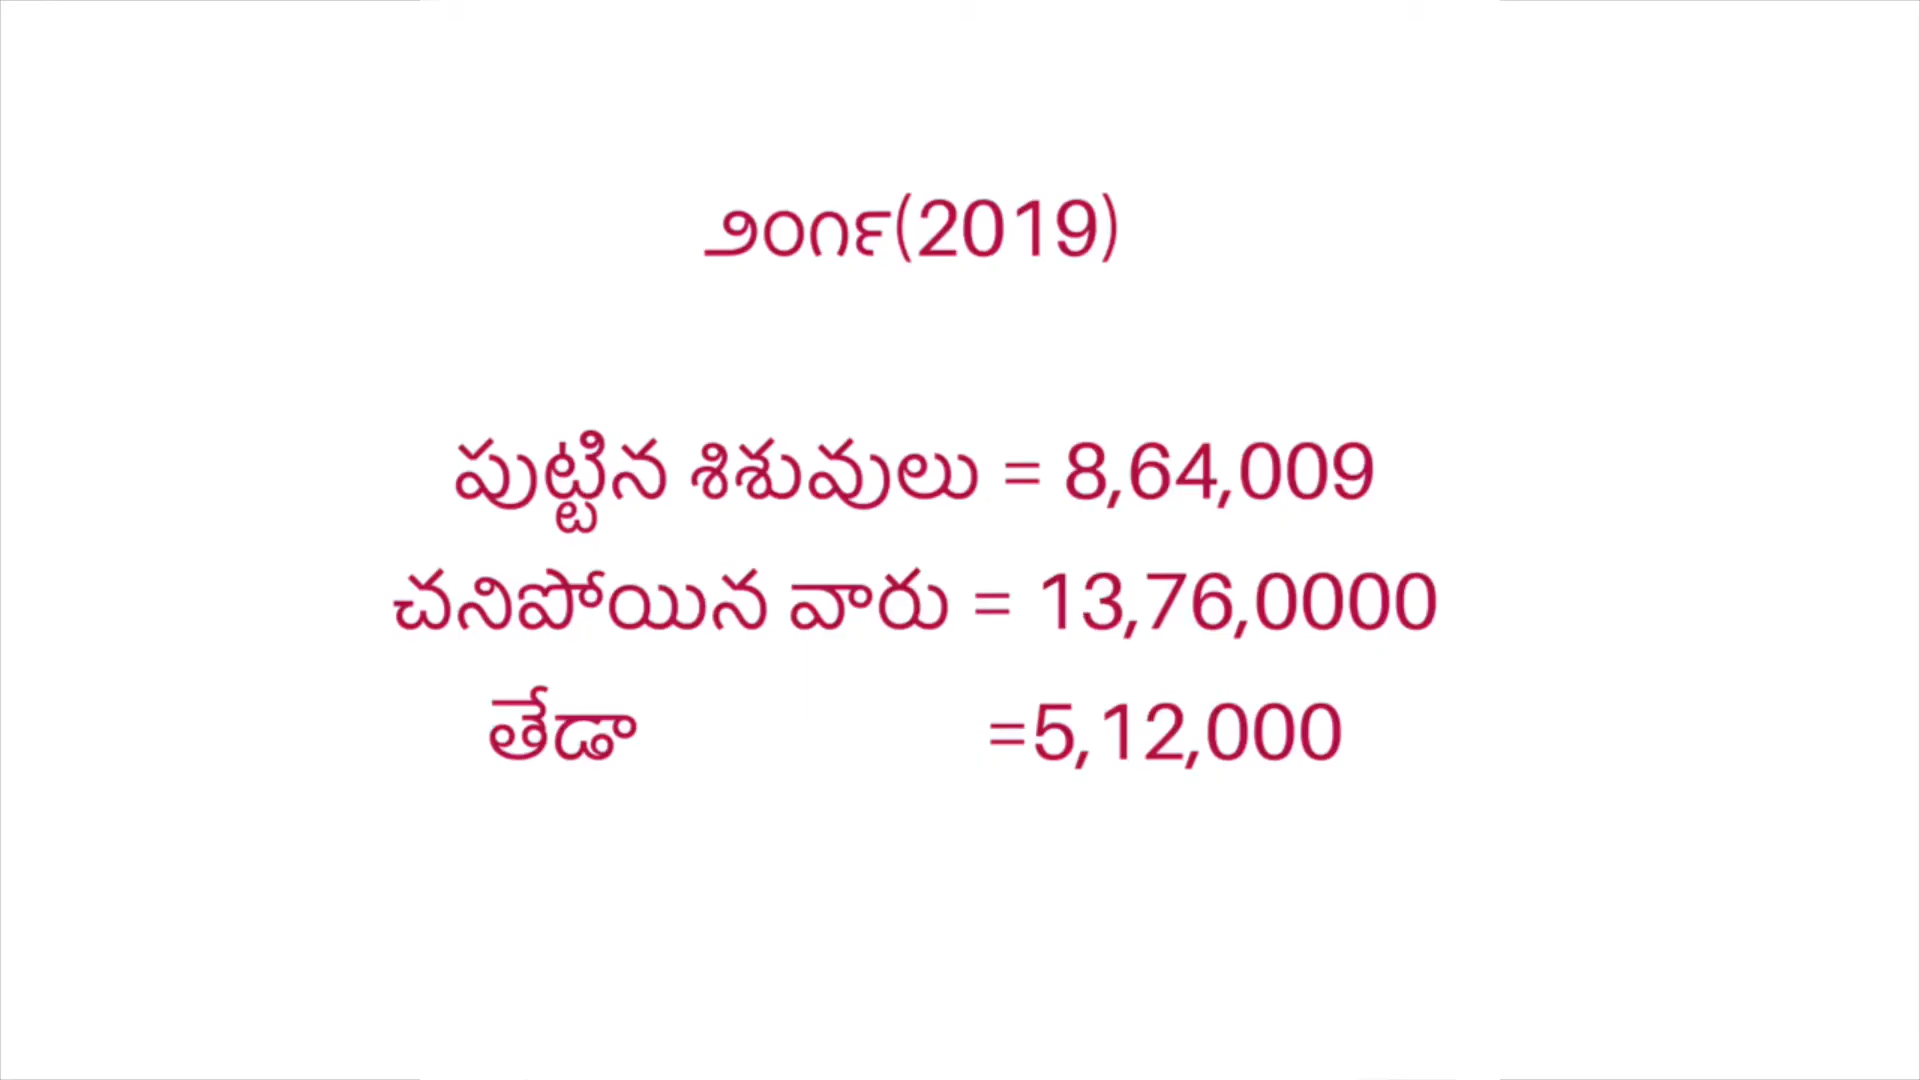 ౨౦౧౯(2019)
పుట్టిన శిశువులు = 8,64,009
చనిపోయిన వారు = 13,76,0000
తేడా =5,12,000